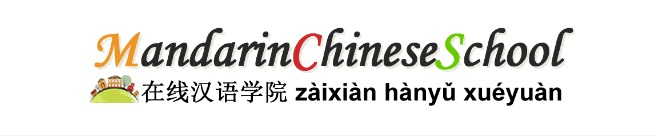 MandarinChineseSchool
在线汉语学院 zàixiàn hànyǔ xuéyuàn